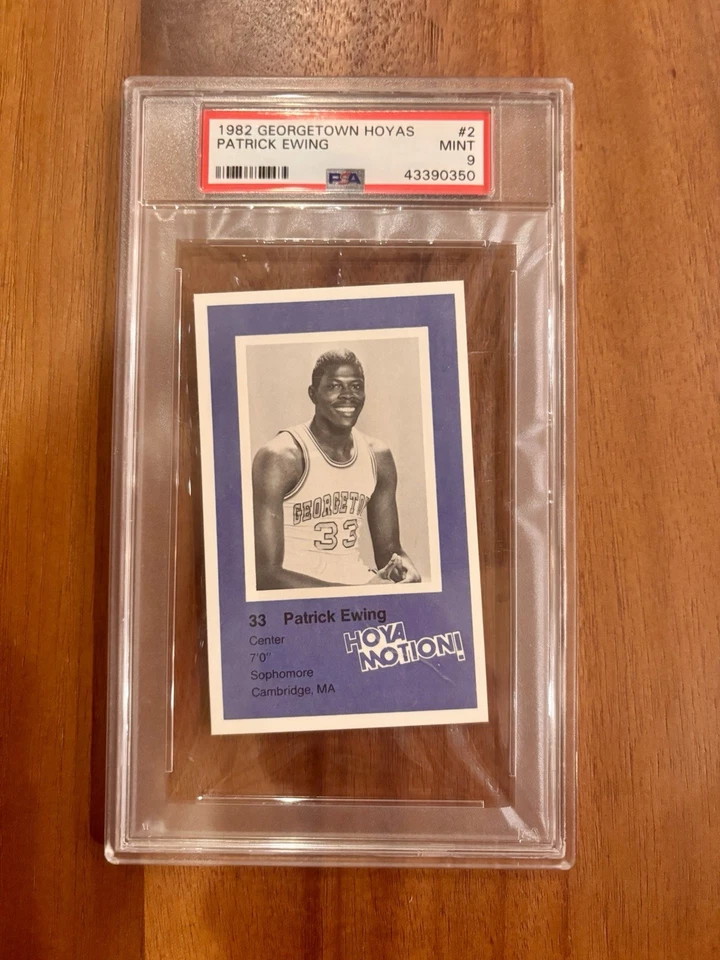 1982 GEORGETOWN HOYAS #2
PATRICK EWING MINT
9
PSA 43390350
GEORGETO
33
33 Patrick Ewing
Center
7'0"
Sophomore
Cambridge, MA
HOYA
MOTION!